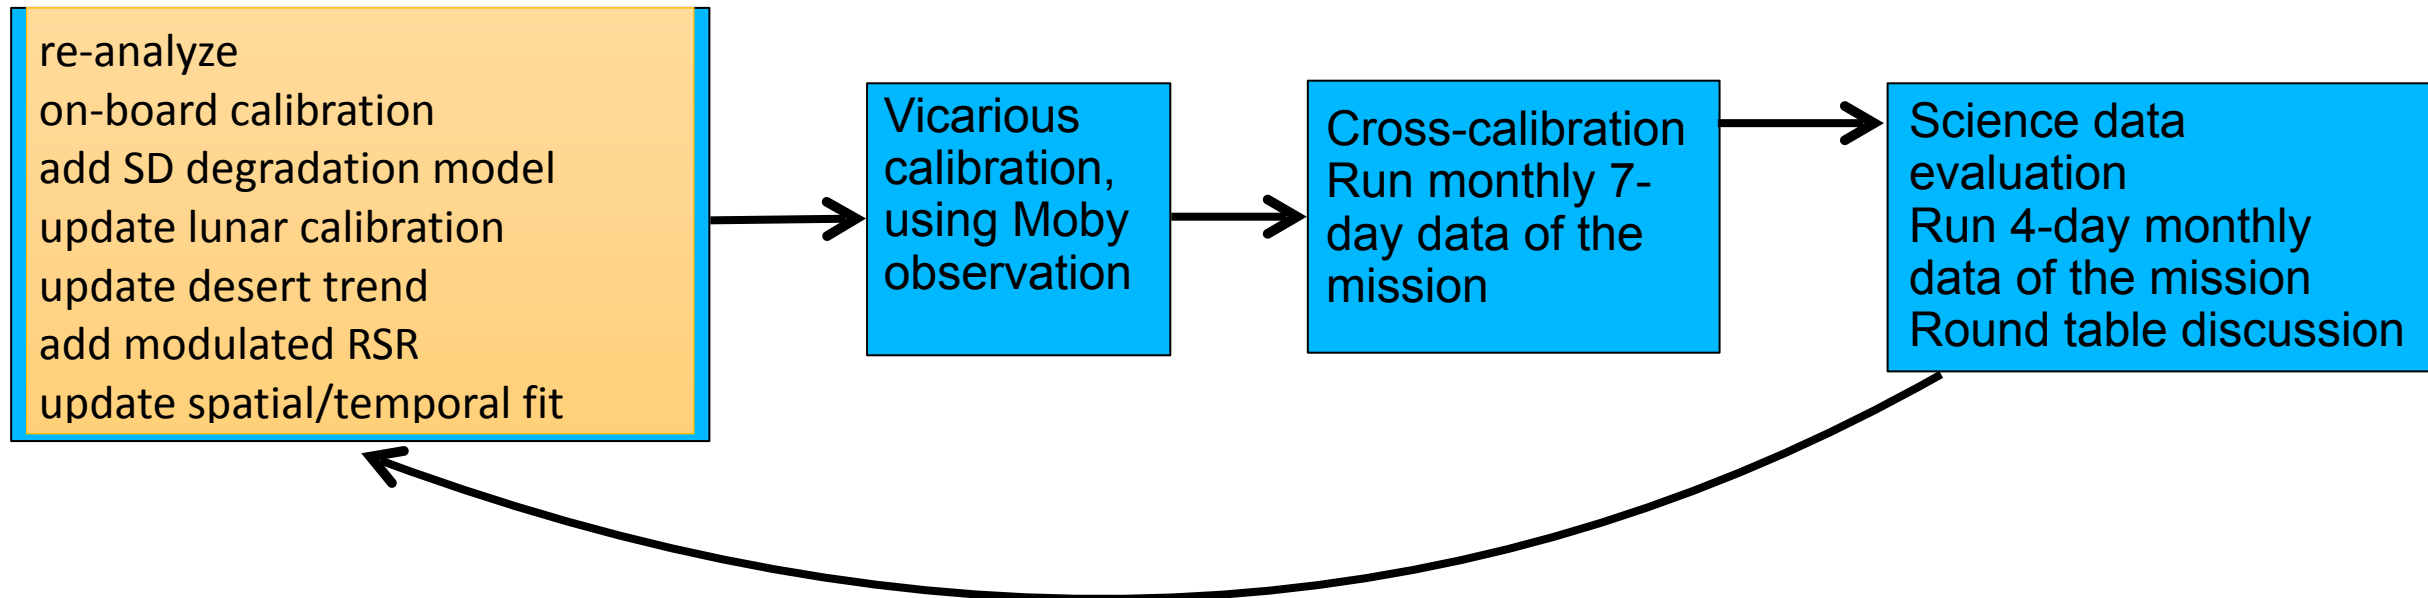 re-analyze
on-board calibration
add SD degradation model
update lunar calibration
update desert trend
add modulated RSR
update spatial/temporal fit
Vicarious
calibration,
using Moby
observation
Cross-calibration
Run monthly 7-
day data of the
mission
Science data
evaluation
Run 4-day monthly
data of the mission
Round table discussion